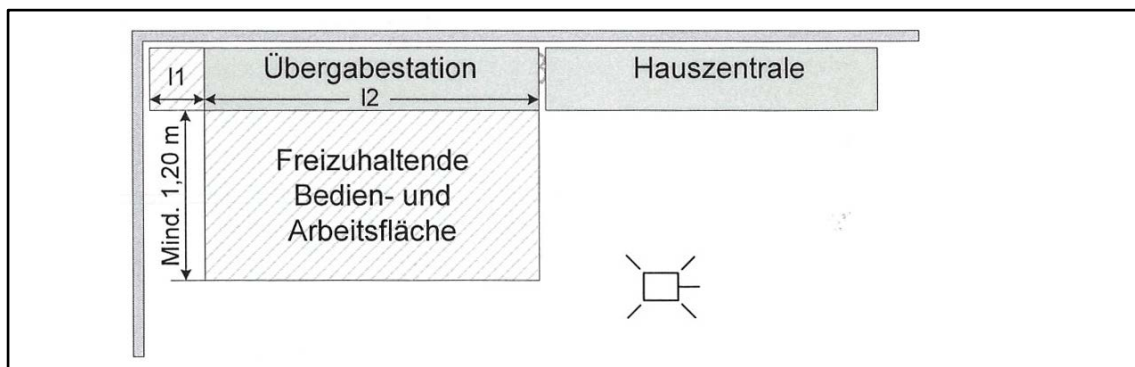 Übergabestation
Hauszentrale
l1
l2
Mind. 1,20 m
Freizuhaltende
Bedien- und
Arbeitsfläche